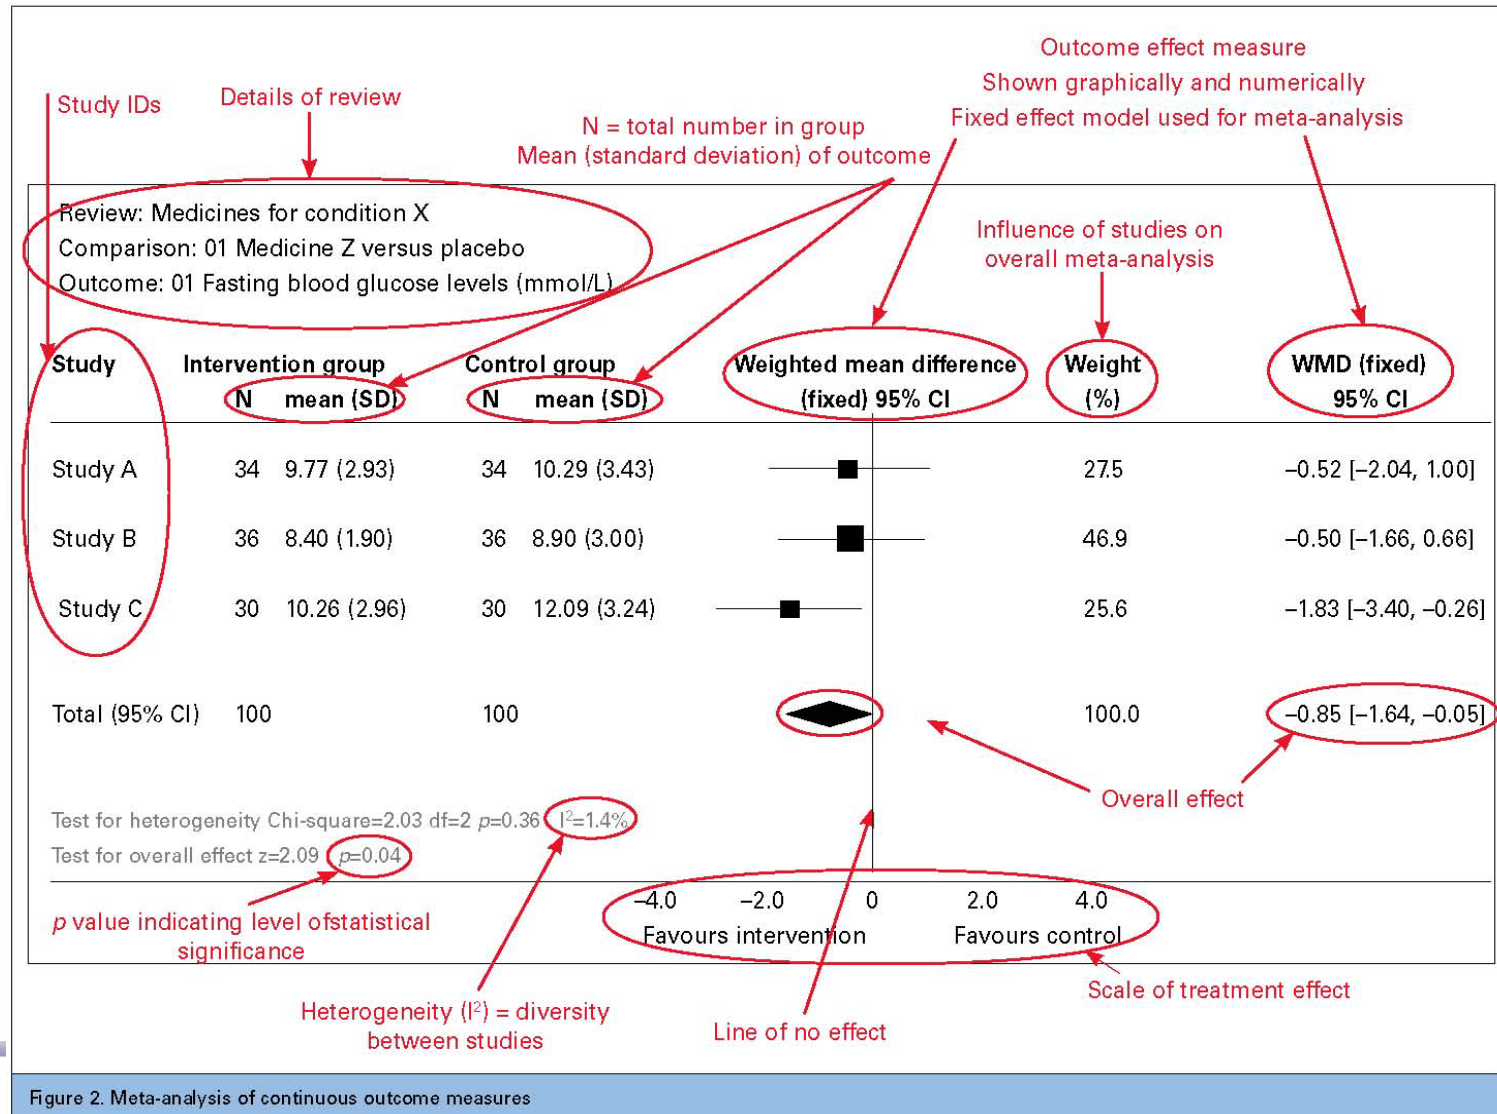 Outcome effect measure
Shown graphically and numerically
Fixed effect model used for meta-analysis
Study IDs
Details of review
N = total number in group
Mean (standard deviation) of outcome
Review: Medicines for condition X
Comparison: 01 Medicine Z versus placebo
Outcome: 01 Fasting blood glucose levels (mmol/L)
Influence of studies on
overall meta-analysis
Study Intervention group Control group Weighted mean difference Weight WMD (fixed)
N mean (SD) N mean (SD) (fixed) 95% CI (%) 95% CI
Study A 34 9.77 (2.93) 34 10.29 (3.43) 27.5 –0.52 [–2.04, 1.00]
Study B 36 8.40 (1.90) 36 8.90 (3.00) 46.9 –0.50 [–1.66, 0.66]
Study C 30 10.26 (2.96) 30 12.09 (3.24) 25.6 –1.83 [–3.40, –0.26]
Total (95% CI) 100 100 100.0 –0.85 [–1.64, –0.05]
Overall effect
Test for heterogeneity Chi-square=2.03 df=2 p=0.36 I²=1.4%
Test for overall effect z=2.09 p=0.04
–4.0 –2.0 0 2.0 4.0
Favours intervention Favours control
p value indicating level ofstatistical
significance
Scale of treatment effect
Heterogeneity (I²) = diversity
between studies
Line of no effect
Figure 2. Meta-analysis of continuous outcome measures